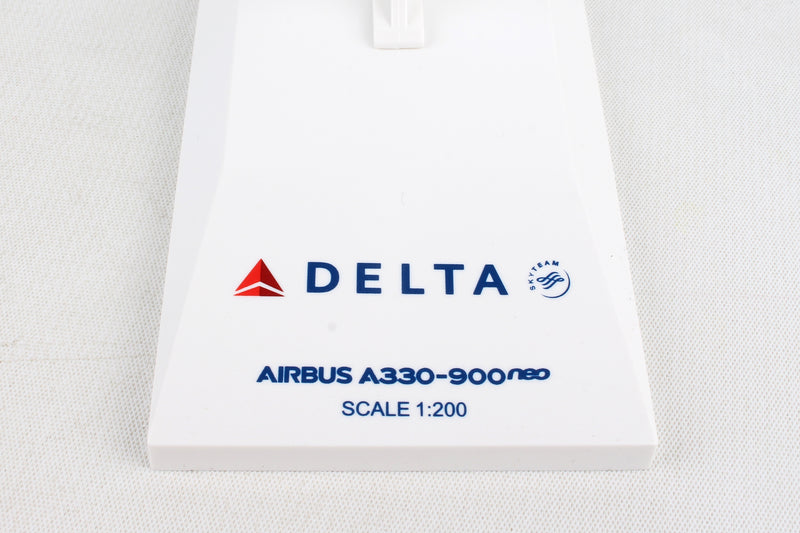 DELTA SKYTEAM
AIRBUS A330-900neo
SCALE 1:200